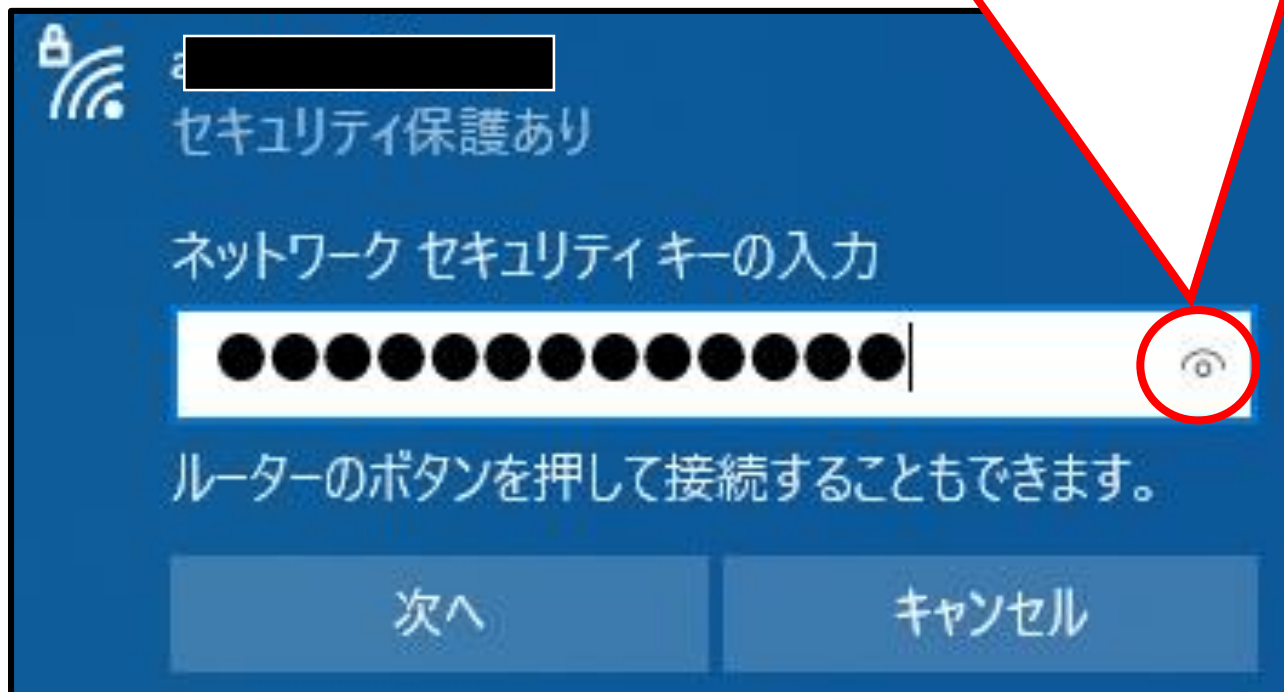 セキュリティ保護あり
ネットワーク セキュリティ キーの入力
●●●●●●●●●●●●●
ルーターのボタンを押して接続することもできます。
次へ
キャンセル